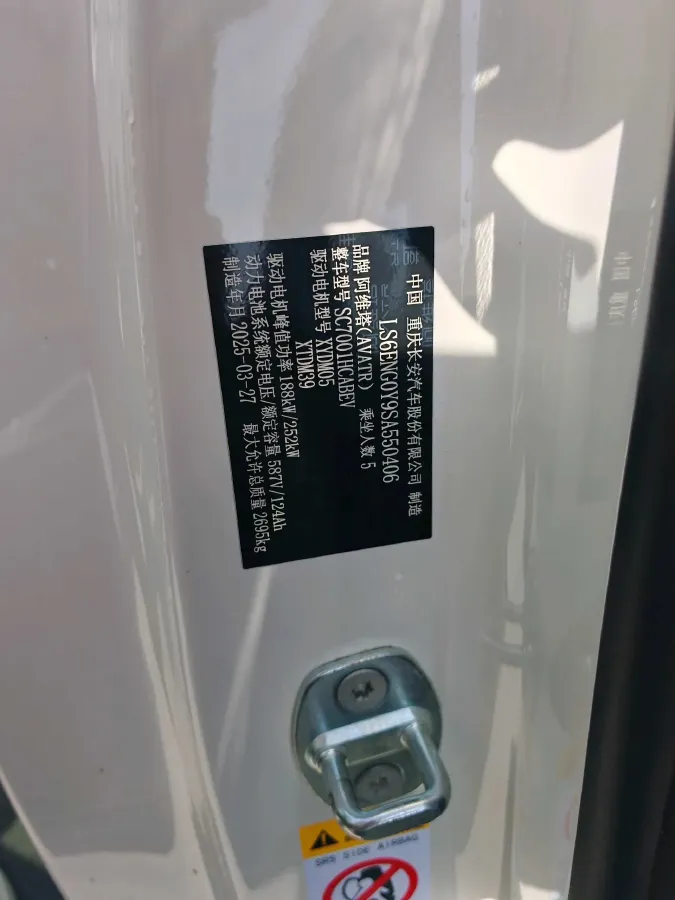 中国 重庆长安汽车股份有限公司 制造
LS6ENG0Y9SA550406
品牌 阿维塔(AVATR) 乘坐人数 5
整车型号 SC7001HCABEV
驱动电机型号 XYDM05
XTDM39
驱动电机峰值功率 188kW/252kW
动力电池系统额定电压/额定容量 587V/124Ah
制造年月 2025-03-27 最大允许总质量 2695kg
SRS SIDE AIRBAG